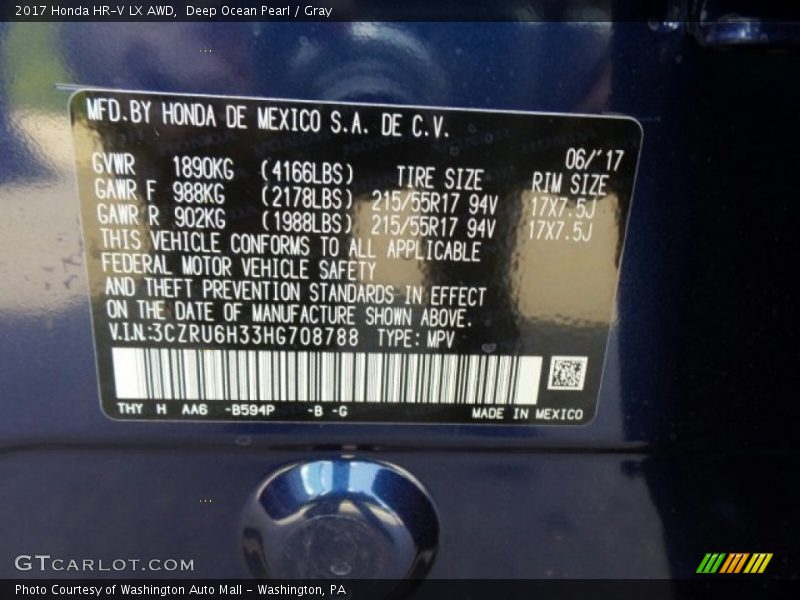 2017 Honda HR-V LX AWD, Deep Ocean Pearl / Gray
MFD.BY HONDA DE MEXICO S.A. DE C.V.
06/'17
GVWR 1890KG (4166LBS) TIRE SIZE RIM SIZE
GAWR F 988KG (2178LBS) 215/55R17 94V 17X7.5J
GAWR R 902KG (1988LBS) 215/55R17 94V 17X7.5J
THIS VEHICLE CONFORMS TO ALL APPLICABLE
FEDERAL MOTOR VEHICLE SAFETY
AND THEFT PREVENTION STANDARDS IN EFFECT
ON THE DATE OF MANUFACTURE SHOWN ABOVE.
V.I.N.:3CZRU6H33HG708788 TYPE: MPV
THY H AA6 -B594P -B -G MADE IN MEXICO
GTCARLOT.COM
Photo Courtesy of Washington Auto Mall - Washington, PA